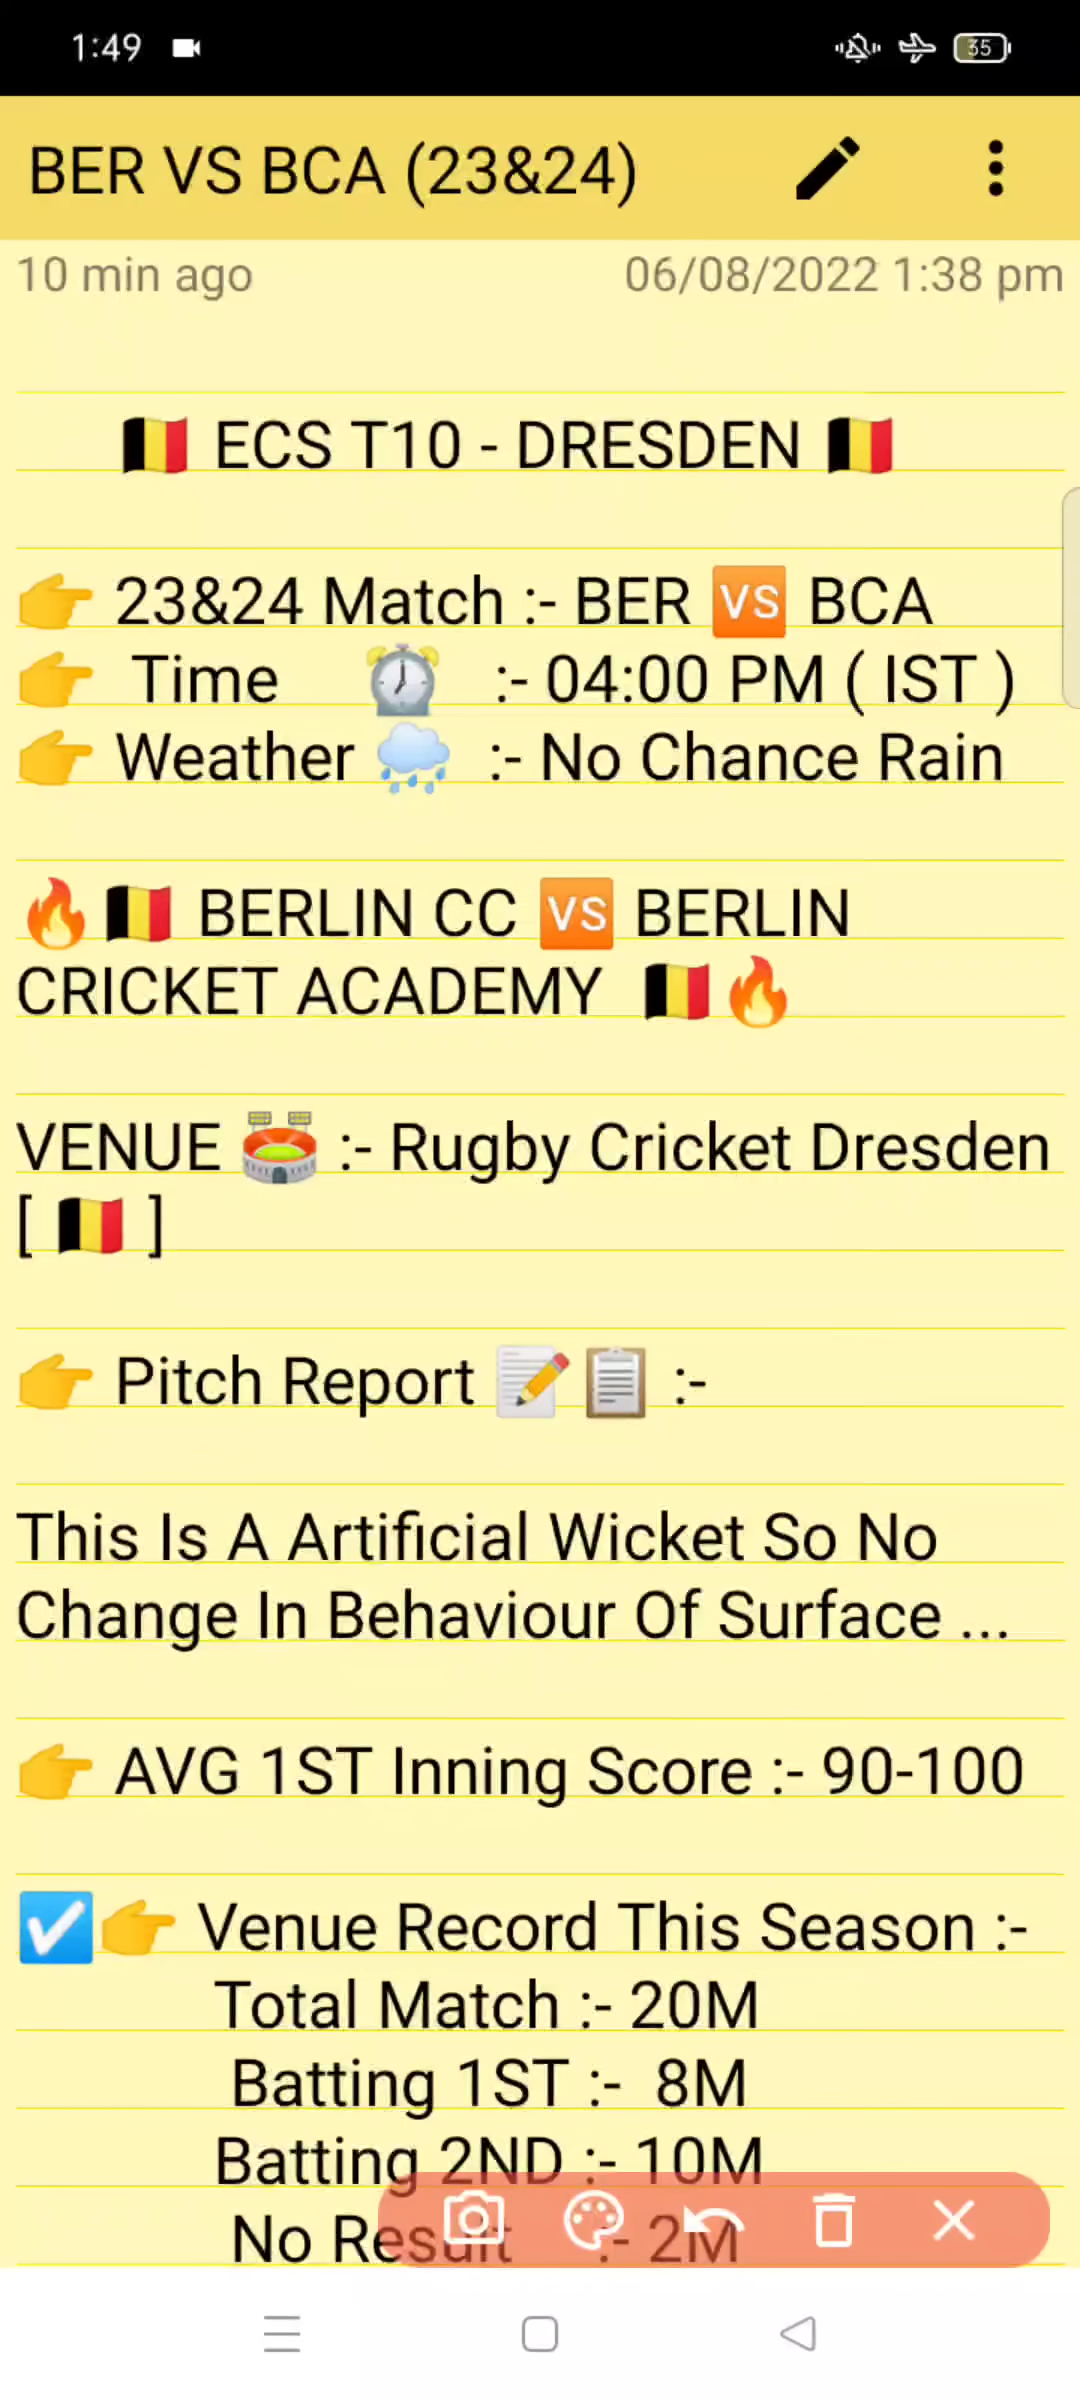 1:49
35
BER VS BCA (23&24)
10 min ago 06/08/2022 1:38 pm
🇧🇪 ECS T10 - DRESDEN 🇧🇪
👉 23&24 Match :- BER 🆚 BCA
👉 Time ⏰ :- 04:00 PM ( IST )
👉 Weather 🌧️ :- No Chance Rain
🔥🇧🇪 BERLIN CC 🆚 BERLIN
CRICKET ACADEMY 🇧🇪🔥
VENUE 🏟️ :- Rugby Cricket Dresden
[ 🇧🇪 ]
👉 Pitch Report 📝📋 :-
This Is A Artificial Wicket So No
Change In Behaviour Of Surface ...
👉 AVG 1ST Inning Score :- 90-100
☑️👉 Venue Record This Season :-
Total Match :- 20M
Batting 1ST :- 8M
Batting 2ND :- 10M
No Result :- 2M